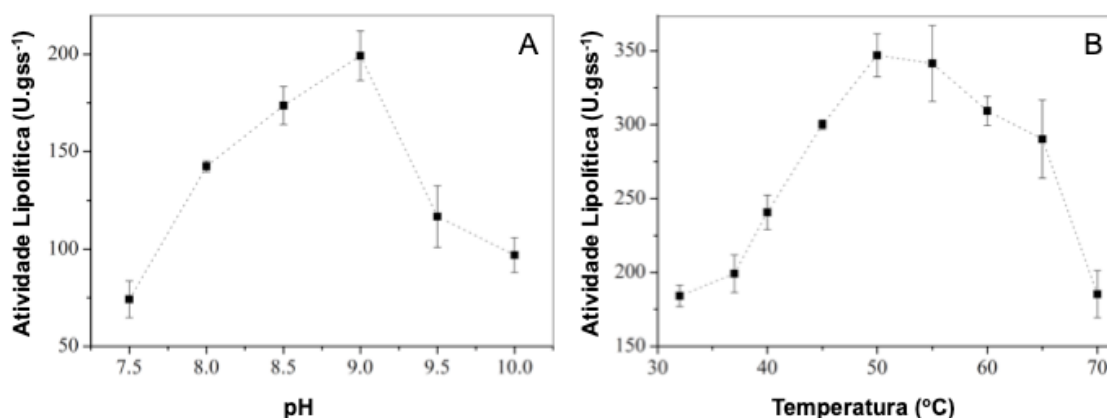 A
Atividade Lipolítica (U.gss⁻¹)
200
150
100
50
7.5 8.0 8.5 9.0 9.5 10.0
pH
B
Atividade Lipolítica (U.gss⁻¹)
350
300
250
200
150
30 40 50 60 70
Temperatura (ºC)